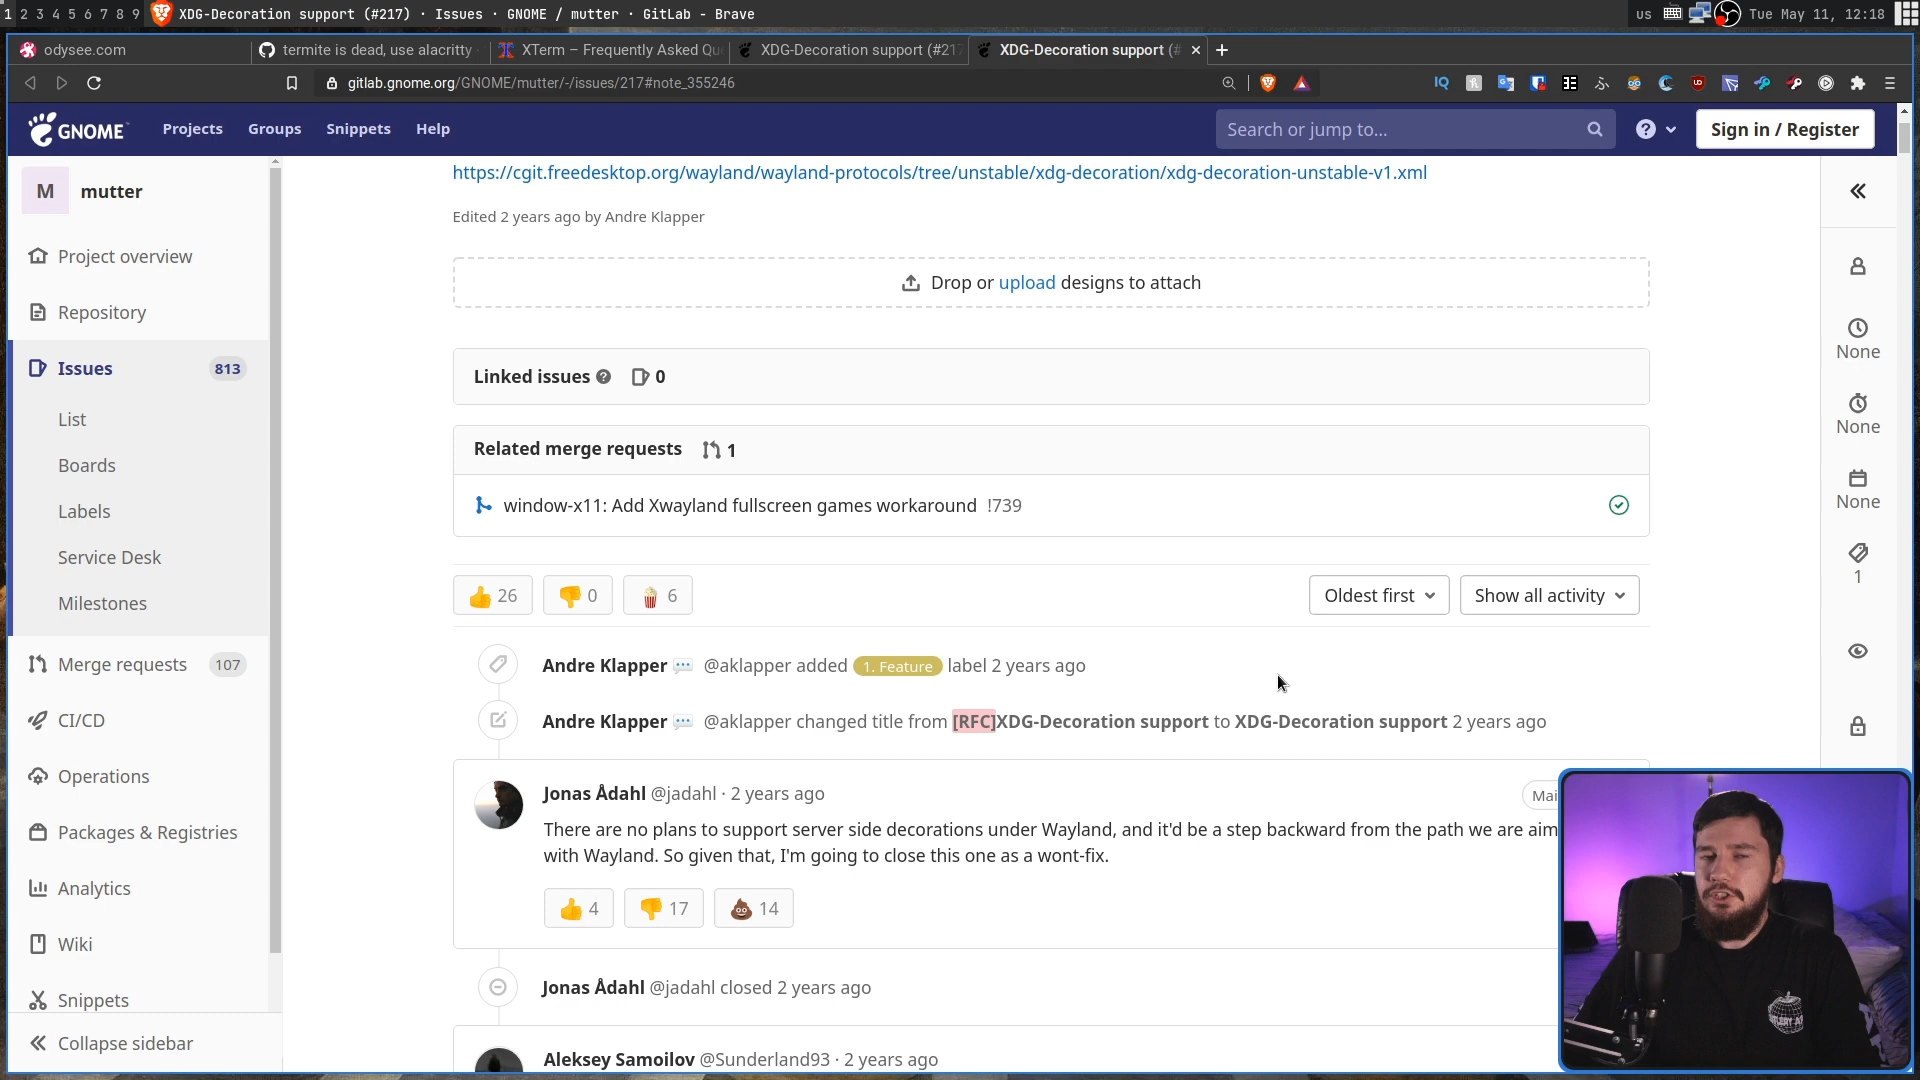 1 2 3 4 5 6 7 8 9 XDG-Decoration support (#217) · Issues · GNOME / mutter · GitLab - Brave us Tue May 11, 12:18
odysee.com termite is dead, use alacritty XTerm – Frequently Asked Qu XDG-Decoration support (#217 XDG-Decoration support (#
gitlab.gnome.org/GNOME/mutter/-/issues/217#note_355246
GNOME Projects Groups Snippets Help Search or jump to... Sign in / Register
M mutter
Project overview
Repository
Issues 813
List
Boards
Labels
Service Desk
Milestones
Merge requests 107
CI/CD
Operations
Packages & Registries
Analytics
Wiki
Snippets
Collapse sidebar
https://cgit.freedesktop.org/wayland/wayland-protocols/tree/unstable/xdg-decoration/xdg-decoration-unstable-v1.xml
Edited 2 years ago by Andre Klapper
Drop or upload designs to attach
Linked issues 0
Related merge requests 1
window-x11: Add Xwayland fullscreen games workaround !739
👍 26 👎 0 🍿 6 Oldest first Show all activity
Andre Klapper 💬 @aklapper added 1. Feature label 2 years ago
Andre Klapper 💬 @aklapper changed title from [RFC]XDG-Decoration support to XDG-Decoration support 2 years ago
Jonas Ådahl @jadahl · 2 years ago Mai
There are no plans to support server side decorations under Wayland, and it'd be a step backward from the path we are aim
with Wayland. So given that, I'm going to close this one as a wont-fix.
👍 4 👎 17 💩 14
Jonas Ådahl @jadahl closed 2 years ago
Aleksey Samoilov @Sunderland93 · 2 years ago
None
None
None
1